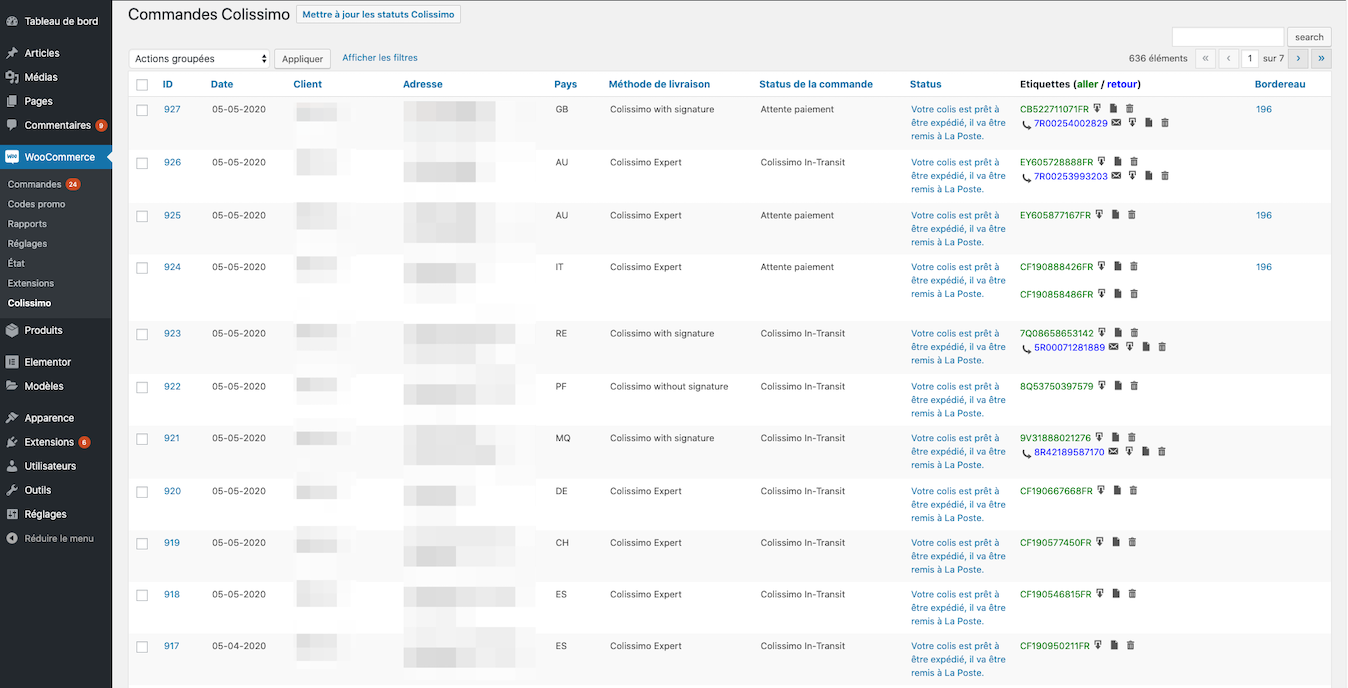 Tableau de bord
Articles
Médias
Pages
Commentaires 9
WooCommerce
Commandes 24
Codes promo
Rapports
Réglages
État
Extensions
Colissimo
Produits
Elementor
Modèles
Apparence
Extensions 6
Utilisateurs
Outils
Réglages
Réduire le menu
Commandes Colissimo Mettre à jour les statuts Colissimo
search
Actions groupées Appliquer Afficher les filtres 636 éléments « ‹ 1 sur 7 › »
ID Date Client Adresse Pays Méthode de livraison Status de la commande Status Etiquettes (aller / retour) Bordereau
927 05-05-2020 GB Colissimo with signature Attente paiement Votre colis est prêt à CB522711071FR 196
être expédié, il va être 7R00254002829
remis à La Poste.
926 05-05-2020 AU Colissimo Expert Colissimo In-Transit Votre colis est prêt à EY605728888FR
être expédié, il va être 7R00253993203
remis à La Poste.
925 05-05-2020 AU Colissimo Expert Attente paiement Votre colis est prêt à EY605877167FR 196
être expédié, il va être
remis à La Poste.
924 05-05-2020 IT Colissimo Expert Attente paiement Votre colis est prêt à CF190888426FR 196
être expédié, il va être
remis à La Poste. CF190858486FR
923 05-05-2020 RE Colissimo with signature Colissimo In-Transit Votre colis est prêt à 7Q08658653142
être expédié, il va être 5R00071281889
remis à La Poste.
922 05-05-2020 PF Colissimo without signature Colissimo In-Transit Votre colis est prêt à 8Q53750397579
être expédié, il va être
remis à La Poste.
921 05-05-2020 MQ Colissimo with signature Colissimo In-Transit Votre colis est prêt à 9V31888021276
être expédié, il va être 8R42189587170
remis à La Poste.
920 05-05-2020 DE Colissimo Expert Colissimo In-Transit Votre colis est prêt à CF190667668FR
être expédié, il va être
remis à La Poste.
919 05-05-2020 CH Colissimo Expert Colissimo In-Transit Votre colis est prêt à CF190577450FR
être expédié, il va être
remis à La Poste.
918 05-05-2020 ES Colissimo Expert Colissimo In-Transit Votre colis est prêt à CF190546815FR
être expédié, il va être
remis à La Poste.
917 05-04-2020 ES Colissimo Expert Colissimo In-Transit Votre colis est prêt à CF190950211FR
être expédié, il va être
remis à La Poste.